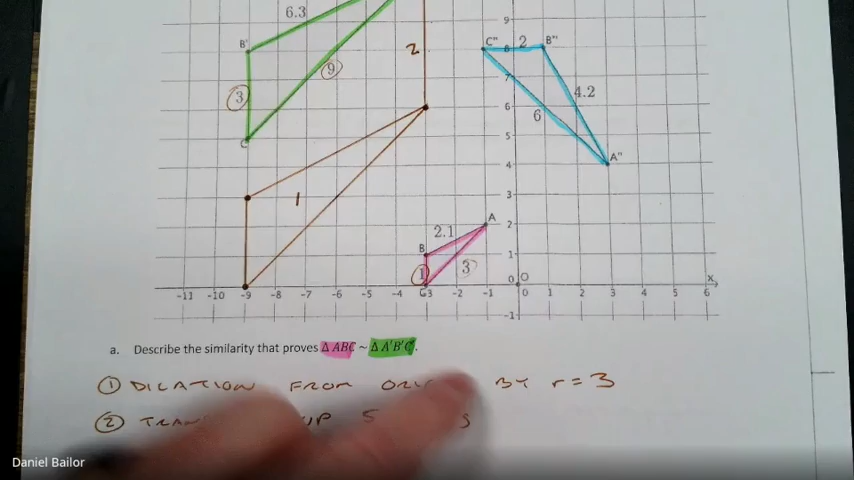 6.3
9
B'
2
C"
2
B"
8
7
9
3
4.2
6
6
5
C
4
A"
3
1
A
2
2.1
B
1
1
3
0
O
x
-11 -10 -9 -8 -7 -6 -5 -4 -3 -2 -1 0 1 2 3 4 5 6
-1
a. Describe the similarity that proves Δ ABC ~ Δ A'B'C'.
① DILATION FROM BY r = 3
② UP
Daniel Bailor